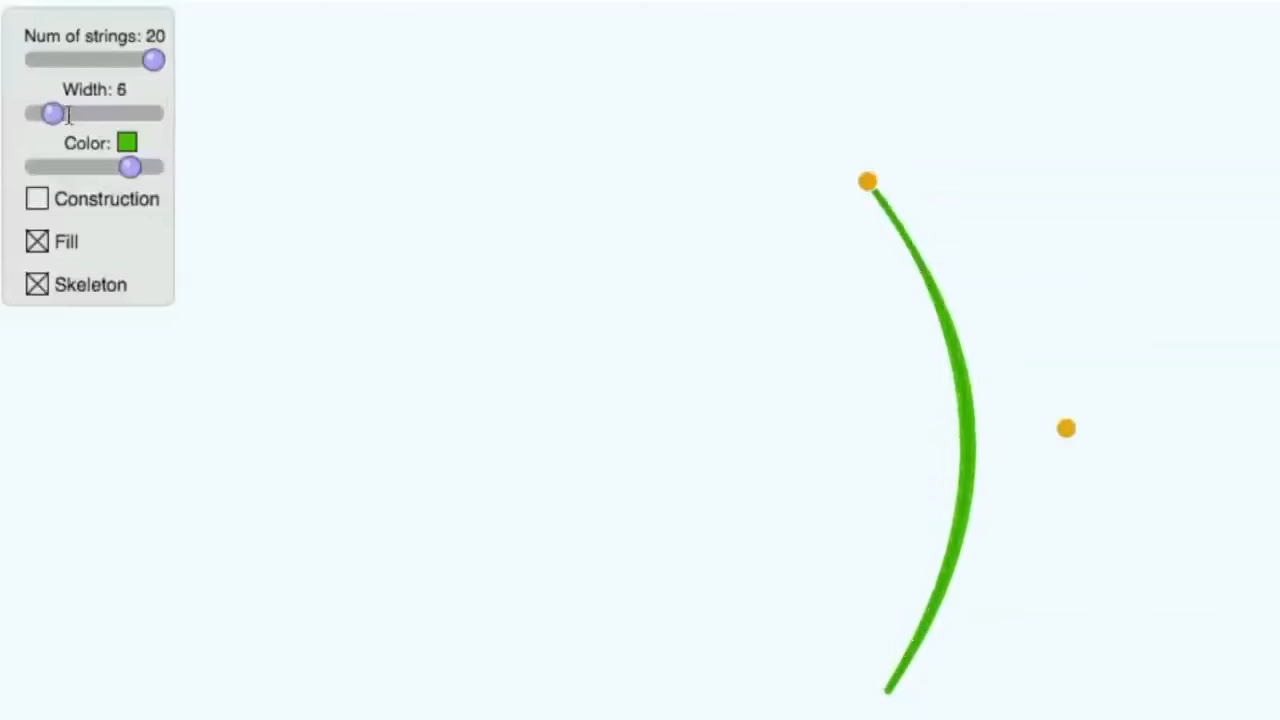 Num of strings: 20
Width: 6
Color:
Construction
Fill
Skeleton